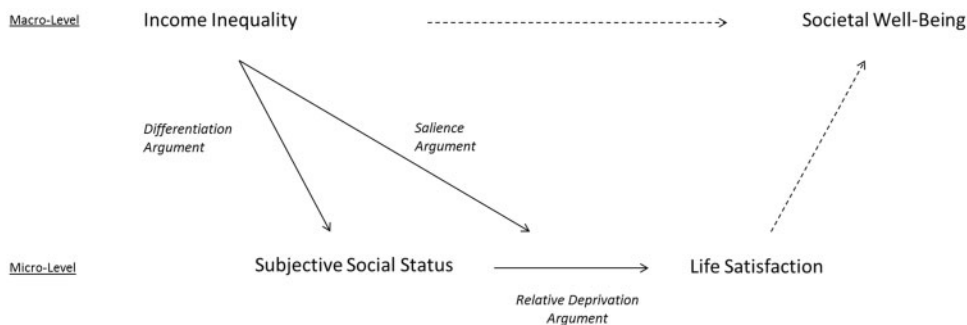 Macro-Level Income Inequality Societal Well-Being
Differentiation
Argument
Salience
Argument
Micro-Level Subjective Social Status Life Satisfaction
Relative Deprivation
Argument